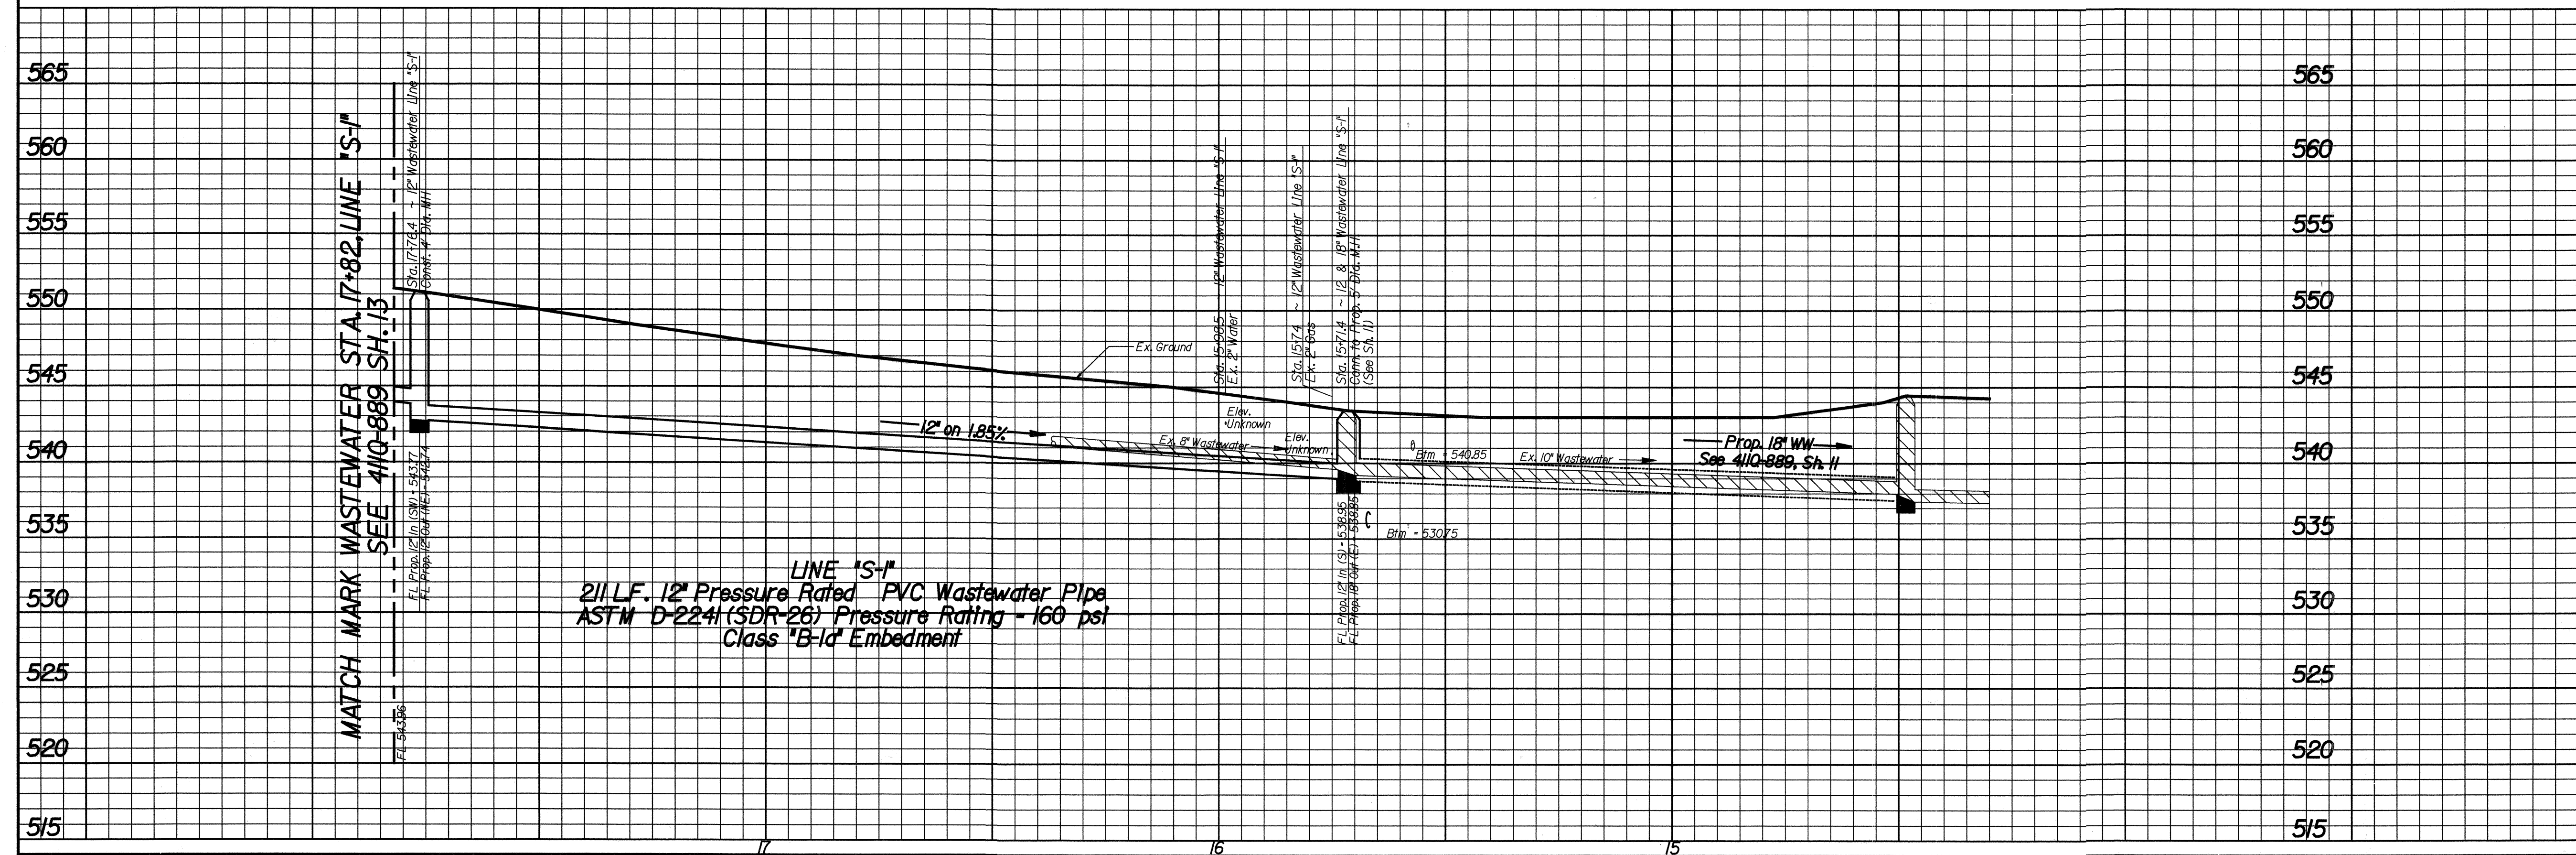 565
560
555
550
545
540
535
530
525
520
515
MATCH MARK WASTEWATER STA. 17+82, LINE "S-1"
SEE 411Q-889 SH. 13
Sta. 17+76.4 ~ 12" Wastewater Line "S-1"
Const. 4' Dia. MH
FL Prop. 12" In (SW) = 543.77
FL Prop. 12" Out (NE) = 542.74
FL 543.96
12" on 1.85%
LINE "S-1"
211 L.F. 12" Pressure Rated PVC Wastewater Pipe
ASTM D-2241 (SDR-26) Pressure Rating - 160 psi
Class "B-1a" Embedment
Ex. Ground
Sta. 15+98.5 ~ 12" Wastewater Line "S-1"
Ex. 2" Water
Sta. 15+74 ~ 12" Wastewater Line "S-1"
Ex. 2" Gas
Sta. 15+71.4 ~ 12 & 18" Wastewater Line "S-1"
Conn. to Prop. 5' Dia. M.H.
(See Sh. 11)
Elev.
Unknown
Ex. 8" Wastewater
Elev.
Unknown
Btm = 540.85
Ex. 10" Wastewater
Prop. 18" WW
See 411Q-889, Sh. 11
FL Prop. 12" In (S) = 538.95
FL Prop. 18" Out (E) = 538.85
Btm = 530.75
565
560
555
550
545
540
535
530
525
520
515
17
16
15